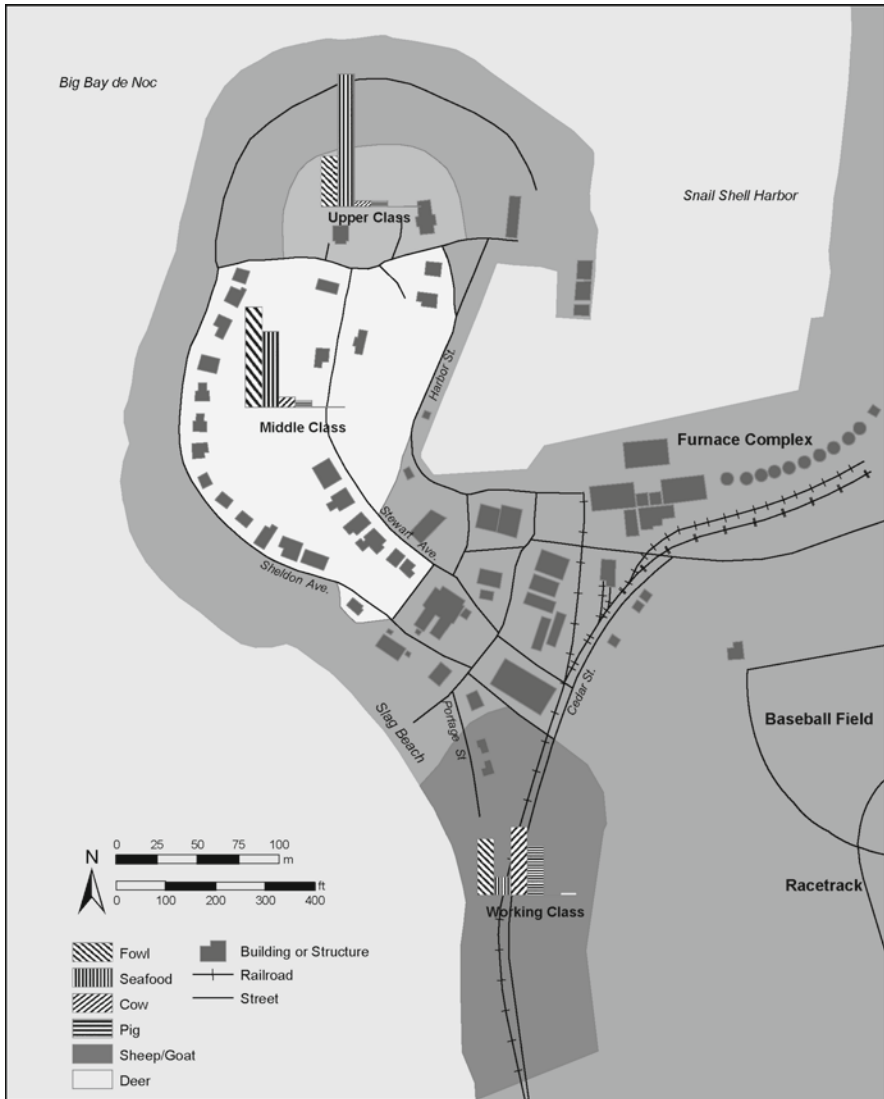 Big Bay de Noc
Snail Shell Harbor
Upper Class
Harbor St.
Middle Class
Furnace Complex
Stewart Ave.
Sheldon Ave.
Cedar St.
Slag Beach
Portage St
Baseball Field
Racetrack
Working Class
N
0 25 50 75 100
m
0 100 200 300 400
ft
Fowl
Seafood
Cow
Pig
Sheep/Goat
Deer
Building or Structure
Railroad
Street